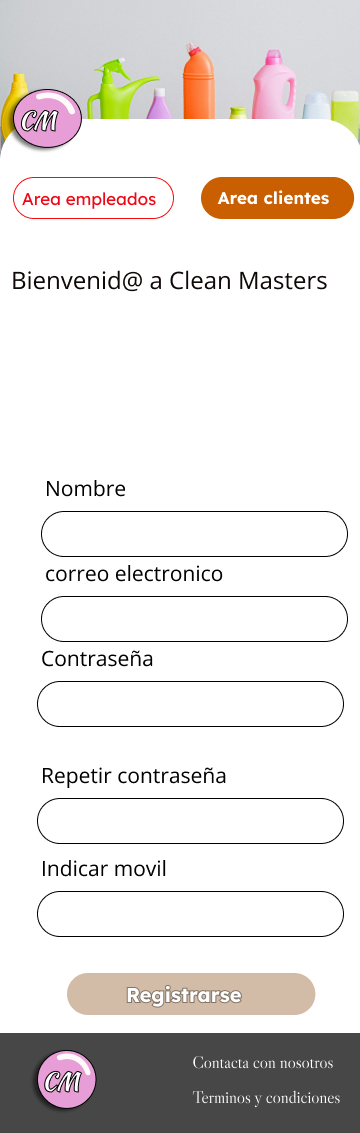 CM
Area empleados
Area clientes
Bienvenid@ a Clean Masters
Nombre
correo electronico
Contraseña
Repetir contraseña
Indicar movil
Registrarse
CM
Contacta con nosotros
Terminos y condiciones